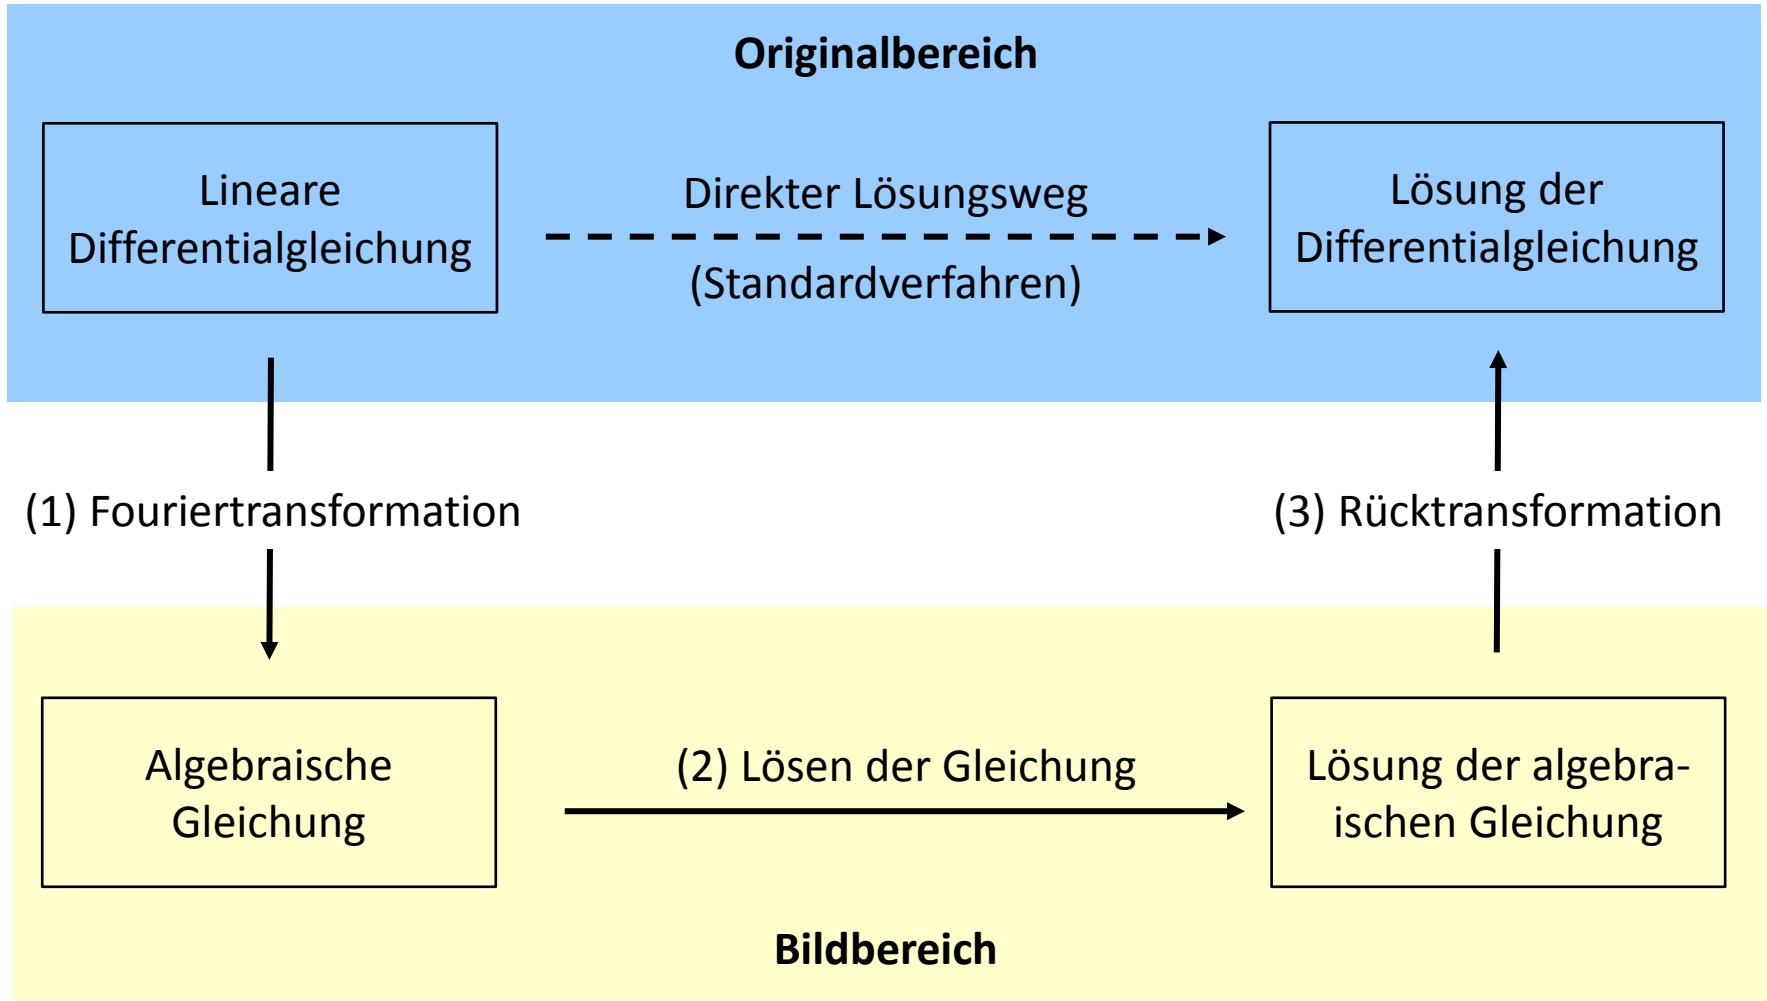 Originalbereich
Lineare
Differentialgleichung
Direkter Lösungsweg
(Standardverfahren)
Lösung der
Differentialgleichung
(1) Fouriertransformation
(3) Rücktransformation
Algebraische
Gleichung
(2) Lösen der Gleichung
Lösung der algebra-
ischen Gleichung
Bildbereich